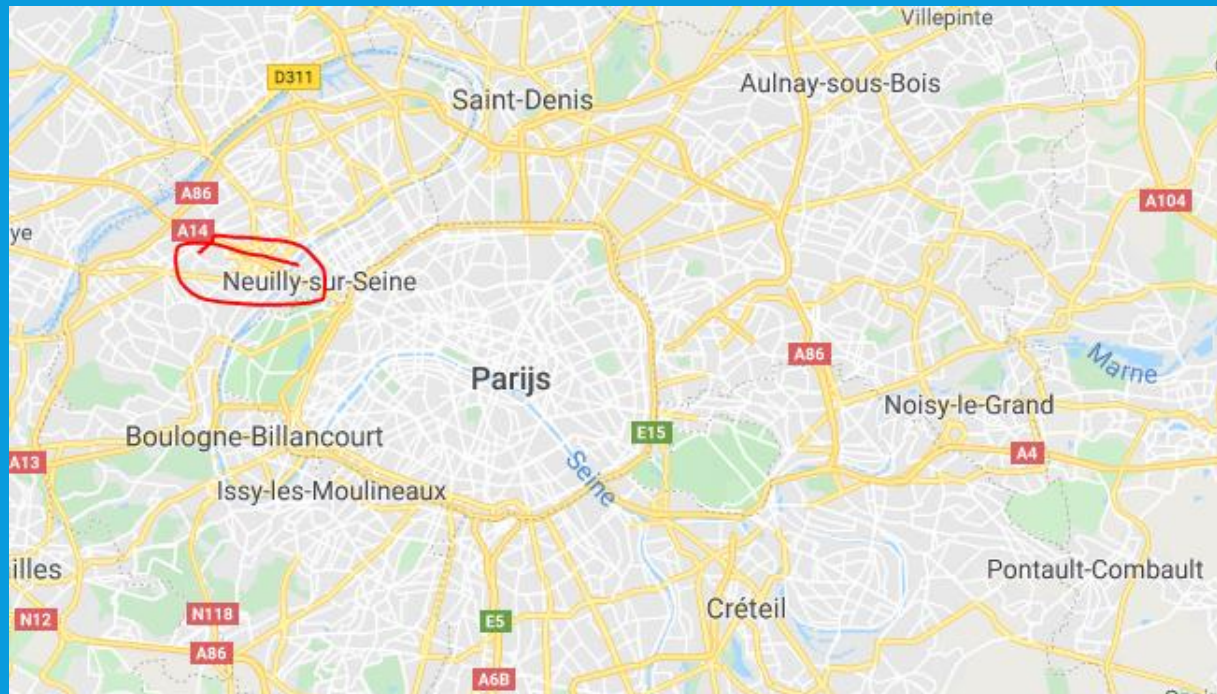 Villepinte
D311
Aulnay-sous-Bois
Saint-Denis
A86
A104
A14
ye
Neuilly-sur-Seine
Marne
A86
Parijs
Noisy-le-Grand
E15
Boulogne-Billancourt
A4
A13
Seine
Issy-les-Moulineaux
illes
Pontault-Combault
Créteil
N118
N12
E5
A86
A6B